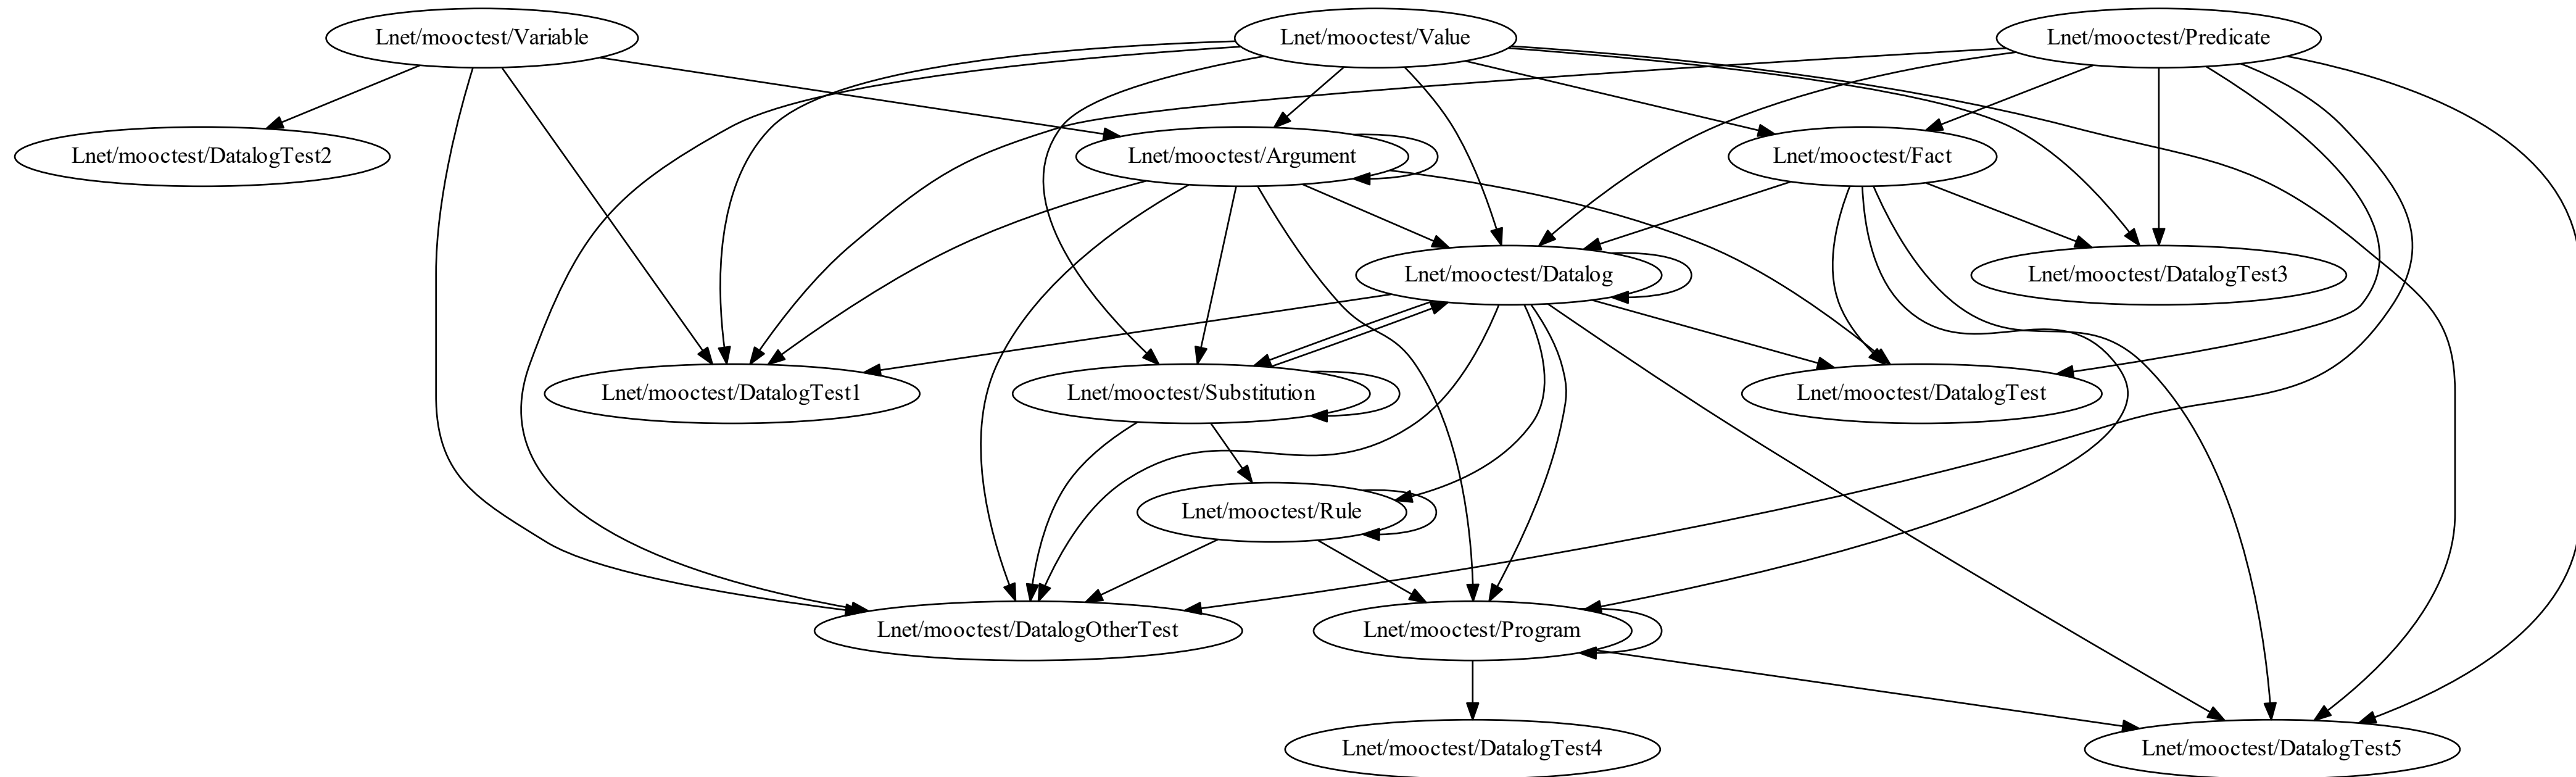 Lnet/mooctest/Variable
Lnet/mooctest/Value
Lnet/mooctest/Predicate
Lnet/mooctest/DatalogTest2
Lnet/mooctest/Argument
Lnet/mooctest/Fact
Lnet/mooctest/Datalog
Lnet/mooctest/DatalogTest3
Lnet/mooctest/DatalogTest1
Lnet/mooctest/Substitution
Lnet/mooctest/DatalogTest
Lnet/mooctest/Rule
Lnet/mooctest/DatalogOtherTest
Lnet/mooctest/Program
Lnet/mooctest/DatalogTest4
Lnet/mooctest/DatalogTest5